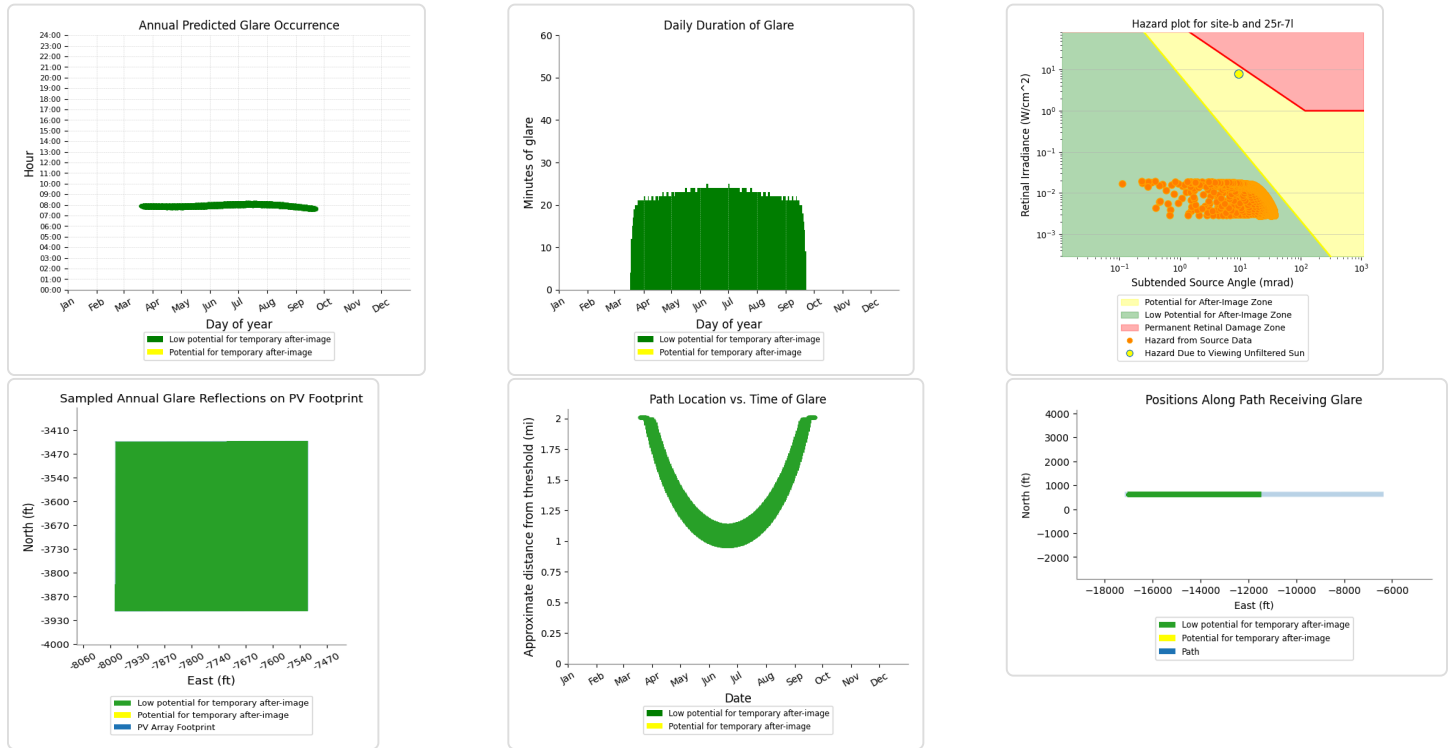 Annual Predicted Glare Occurrence
24:00
23:00
22:00
21:00
20:00
19:00
18:00
17:00
16:00
15:00
14:00
13:00
12:00
11:00
10:00
09:00
08:00
07:00
06:00
05:00
04:00
03:00
02:00
01:00
00:00
Hour
Jan Feb Mar Apr May Jun Jul Aug Sep Oct Nov Dec
Day of year
Low potential for temporary after-image
Potential for temporary after-image
Daily Duration of Glare
60
50
40
30
20
10
0
Minutes of glare
Jan Feb Mar Apr May Jun Jul Aug Sep Oct Nov Dec
Day of year
Low potential for temporary after-image
Potential for temporary after-image
Hazard plot for site-b and 25r-7l
10^1
10^0
10^-1
10^-2
10^-3
Retinal Irradiance (W/cm^2)
10^-1 10^0 10^1 10^2 10^3
Subtended Source Angle (mrad)
Potential for After-Image Zone
Low Potential for After-Image Zone
Permanent Retinal Damage Zone
Hazard from Source Data
Hazard Due to Viewing Unfiltered Sun
Sampled Annual Glare Reflections on PV Footprint
-3410
-3470
-3540
-3600
-3670
-3730
-3800
-3870
-3930
-4000
North (ft)
-8060 -8000 -7930 -7870 -7800 -7740 -7670 -7600 -7540 -7470
East (ft)
Low potential for temporary after-image
Potential for temporary after-image
PV Array Footprint
Path Location vs. Time of Glare
2
1.75
1.5
1.25
1
0.75
0.5
0.25
0
Approximate distance from threshold (mi)
Jan Feb Mar Apr May Jun Jul Aug Sep Oct Nov Dec
Date
Low potential for temporary after-image
Potential for temporary after-image
Positions Along Path Receiving Glare
4000
3000
2000
1000
0
−1000
−2000
North (ft)
−18000 −16000 −14000 −12000 −10000 −8000 −6000
East (ft)
Low potential for temporary after-image
Potential for temporary after-image
Path